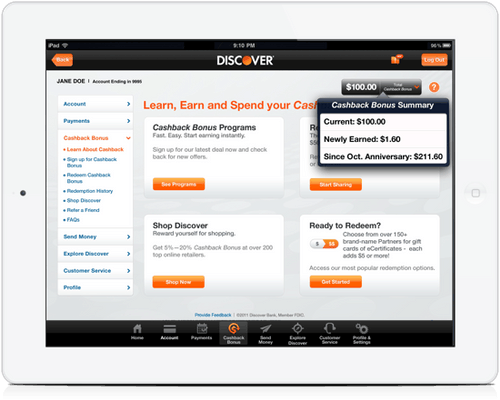 iPad
9:10 PM
96%
Back
DISCOVER
Log Out
JANE DOE | Account Ending in 9995
$100.00
Total
Cashback Bonus
?
Account
Payments
Cashback Bonus
Learn About Cashback
Sign up for Cashback
Bonus
Redeem Cashback
Bonus
Redemption History
Shop Discover
Refer a Friend
FAQs
Send Money
Explore Discover
Customer Service
Profile
Learn, Earn and Spend your Cas
Cashback Bonus Summary
Current: $100.00
Newly Earned: $1.60
Since Oct. Anniversary: $211.60
Cashback Bonus Programs
Fast. Easy. Start earning instantly.
Sign up for our latest deal now and check
back for new offers.
See Programs
Re
The
$50
Start Sharing
Shop Discover
Reward yourself for shopping.
Get 5%—20% Cashback Bonus at over 200
top online retailers.
Shop Now
Ready to Redeem?
Choose from over 150+
brand-name Partners for gift
cards of eCertificates - each
adds $5 more!
$ $$
Access our most popular redemption options.
Get Started
Provide Feedback | ©2011 Discover Bank, Member FDIC
Home
Account
Payments
Cashback
Bonus
Send
Money
Explore
Discover
Customer
Service
Profile &
Settings